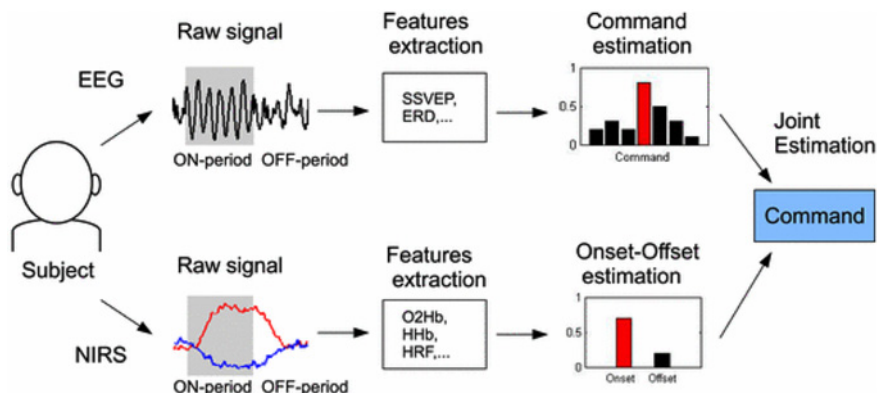 Raw signal
Features
extraction
Command
estimation
EEG
SSVEP,
ERD,...
1
0.5
0
Command
ON-period
OFF-period
Joint
Estimation
Command
Subject
Raw signal
Features
extraction
Onset-Offset
estimation
NIRS
O2Hb,
HHb,
HRF,...
1
0.5
0
Onset
Offset
ON-period
OFF-period